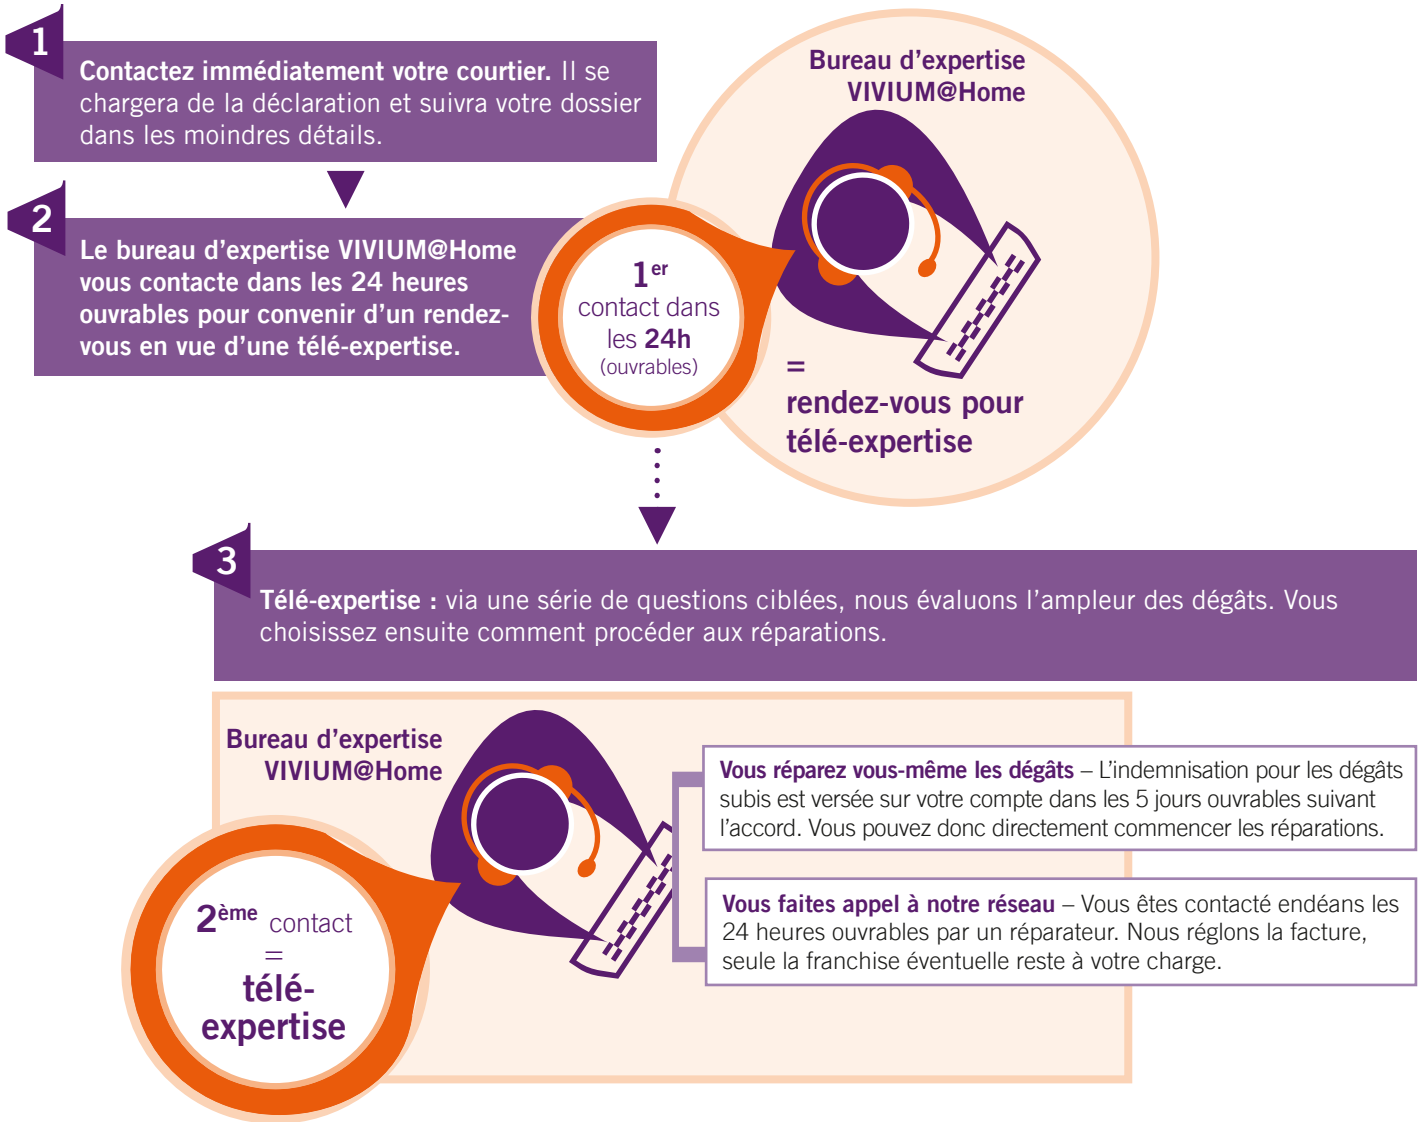 1
Contactez immédiatement votre courtier. Il se
chargera de la déclaration et suivra votre dossier
dans les moindres détails.
Bureau d'expertise
VIVIUM@Home
2
Le bureau d'expertise VIVIUM@Home
vous contacte dans les 24 heures
ouvrables pour convenir d'un rendez-
vous en vue d'une télé-expertise.
1er
contact dans
les 24h
(ouvrables)
=
rendez-vous pour
télé-expertise
3
Télé-expertise : via une série de questions ciblées, nous évaluons l'ampleur des dégâts. Vous
choisissez ensuite comment procéder aux réparations.
Bureau d'expertise
VIVIUM@Home
2ème contact
=
télé-
expertise
Vous réparez vous-même les dégâts – L'indemnisation pour les dégâts
subis est versée sur votre compte dans les 5 jours ouvrables suivant
l'accord. Vous pouvez donc directement commencer les réparations.
Vous faites appel à notre réseau – Vous êtes contacté endéans les
24 heures ouvrables par un réparateur. Nous réglons la facture,
seule la franchise éventuelle reste à votre charge.